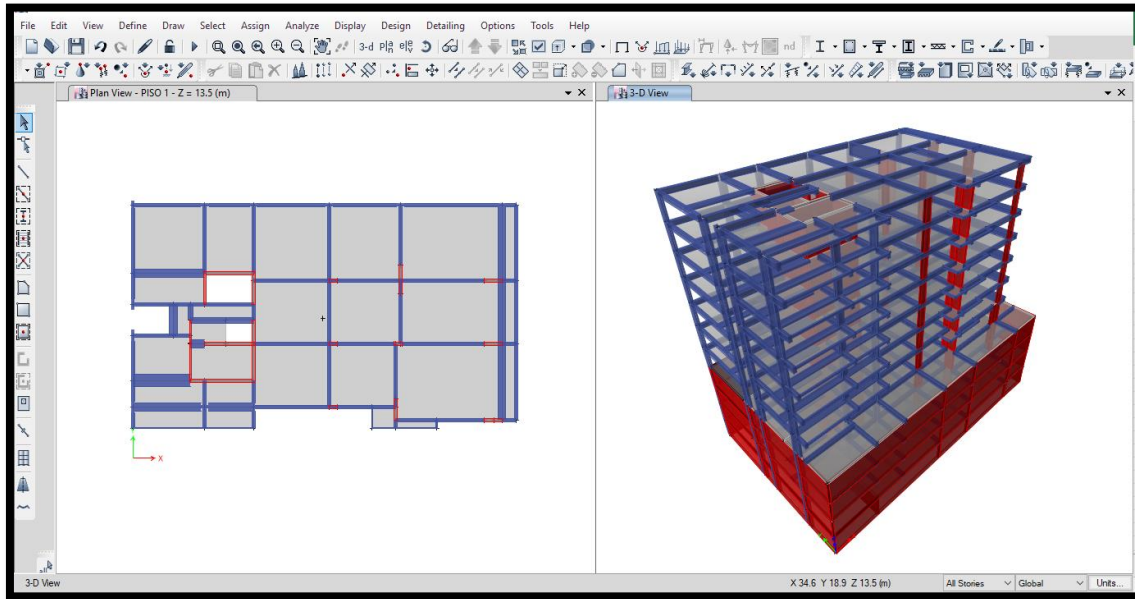 File Edit View Define Draw Select Assign Analyze Display Design Detailing Options Tools Help
3-d nd
Plan View - PISO 1 - Z = 13.5 (m)
3-D View
X
3-D View
X 34.6 Y 18.9 Z 13.5 (m)
All Stories
Global
Units...